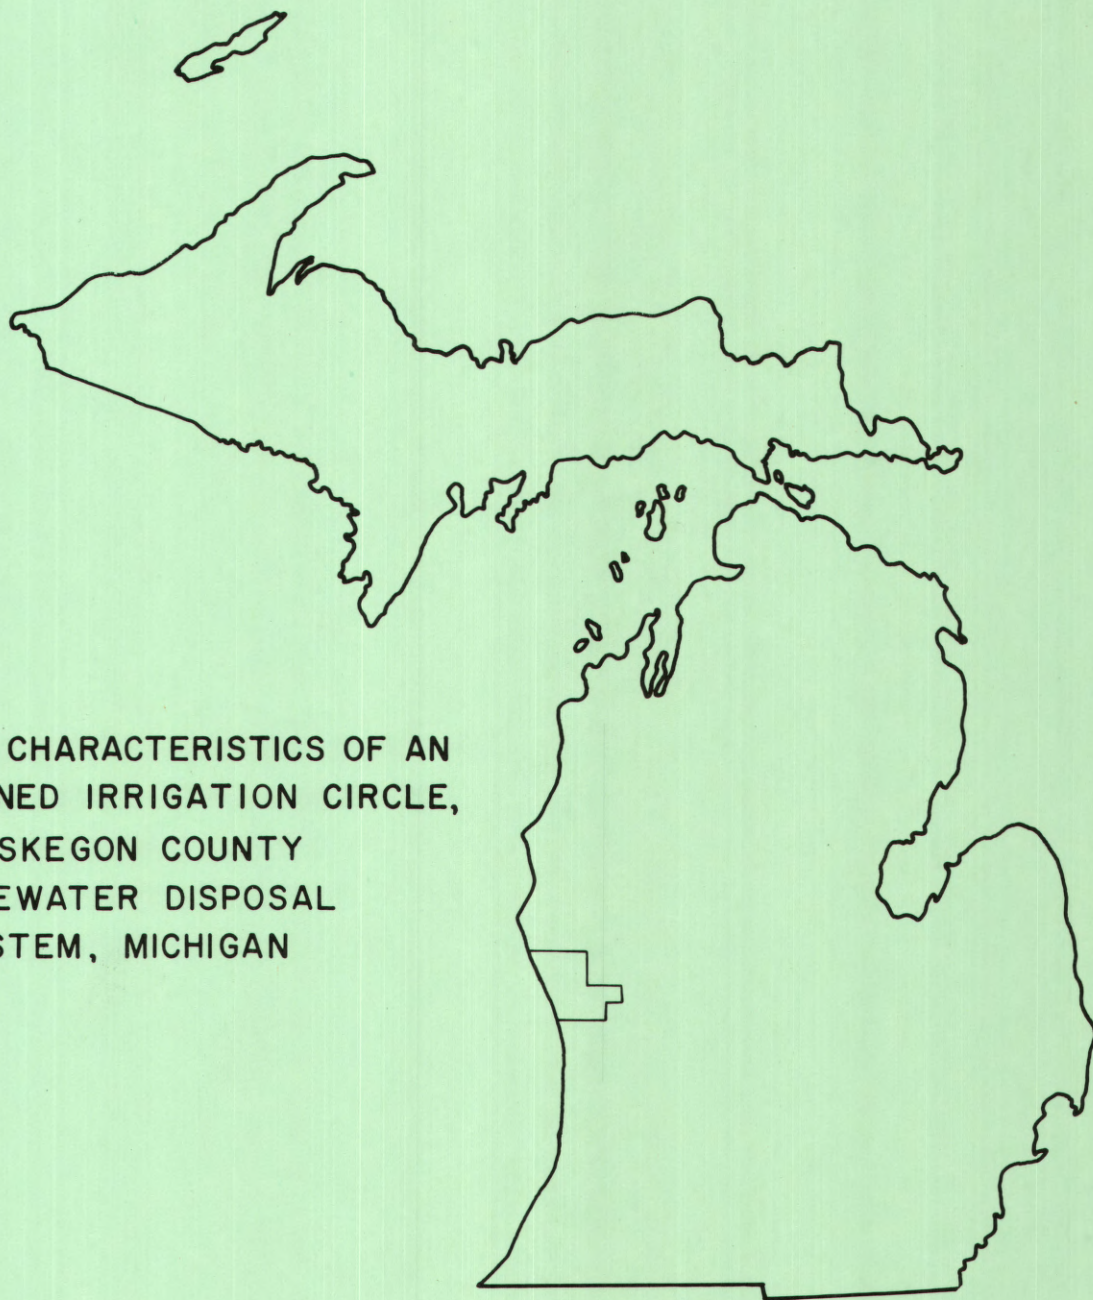 CHARACTERISTICS OF AN
NED IRRIGATION CIRCLE,
SKEGON COUNTY
EWATER DISPOSAL
STEM, MICHIGAN